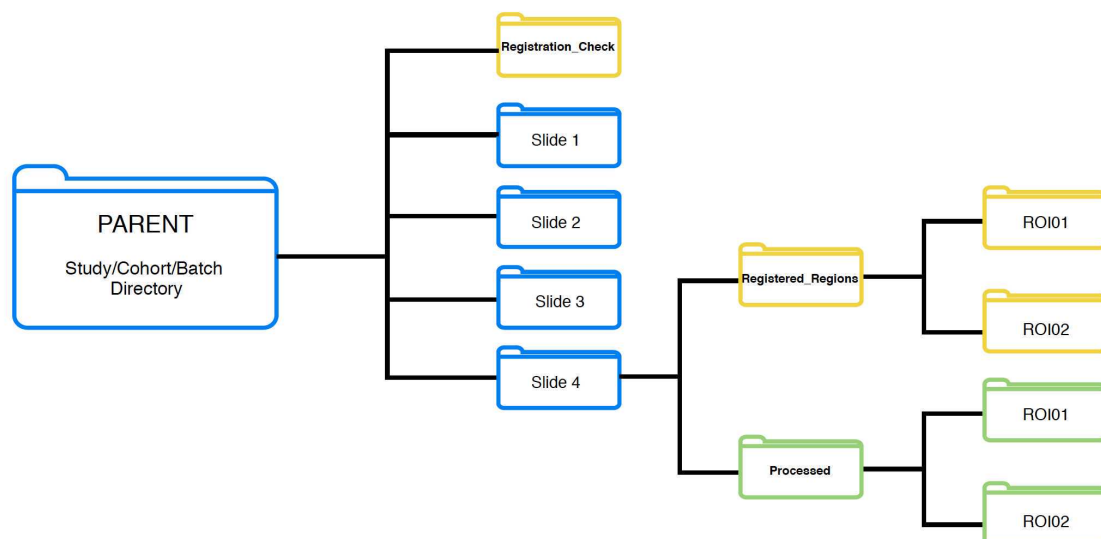 Registration_Check
Slide 1
PARENT
Study/Cohort/Batch
Directory
Slide 2
Slide 3
Slide 4
Registered_Regions
ROI01
ROI02
Processed
ROI01
ROI02